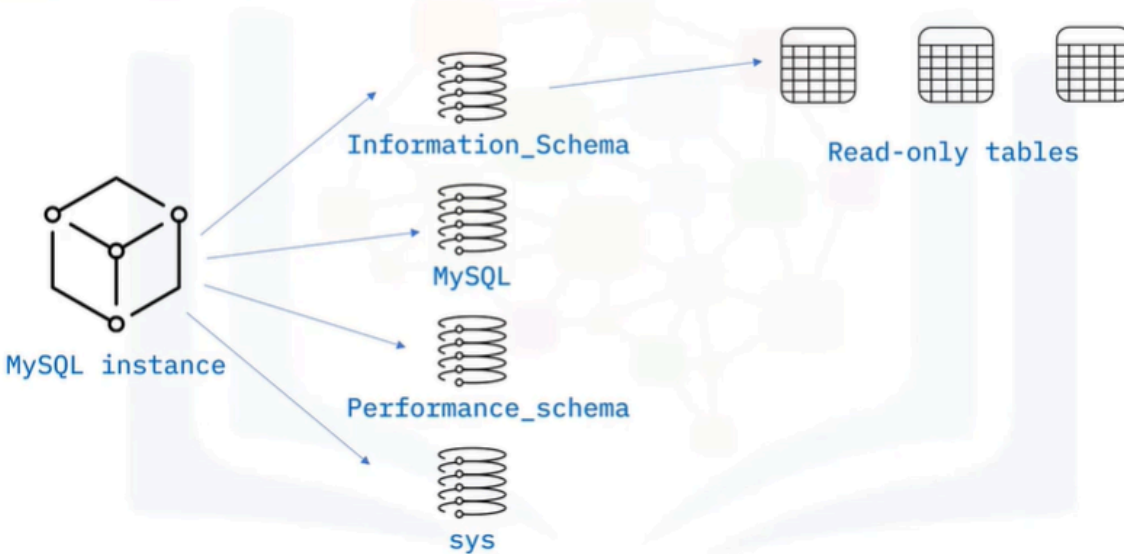 Information_Schema
Read-only tables
MySQL
MySQL instance
Performance_schema
sys